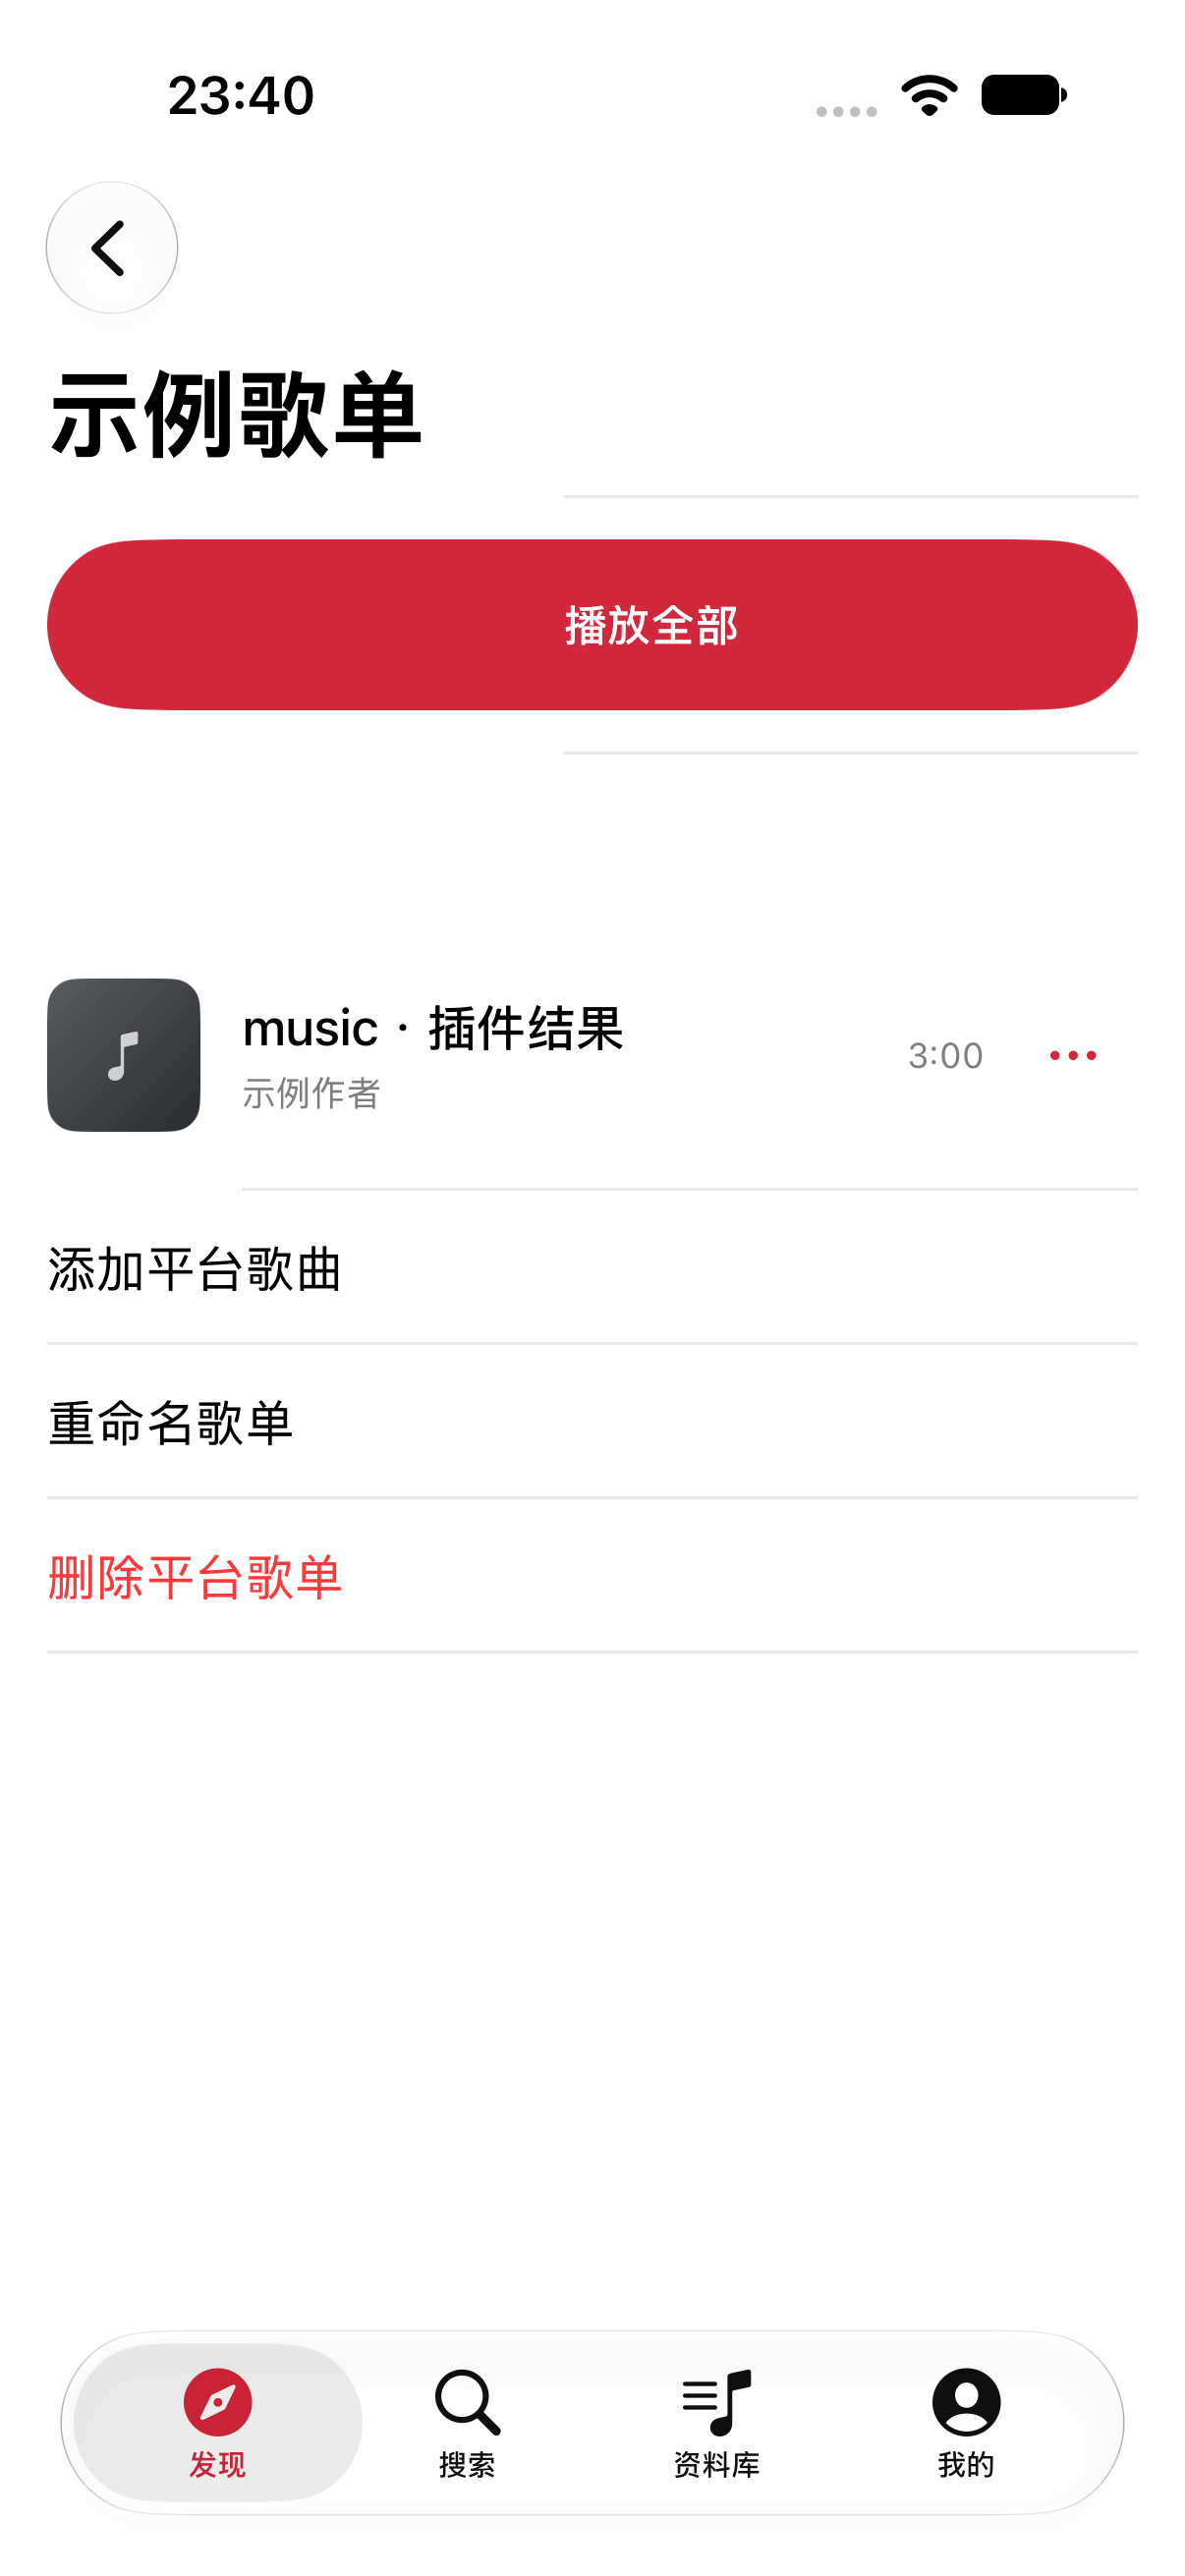 23:40
示例歌单
播放全部
music · 插件结果
示例作者
3:00
添加平台歌曲
重命名歌单
删除平台歌单
发现
搜索
资料库
我的